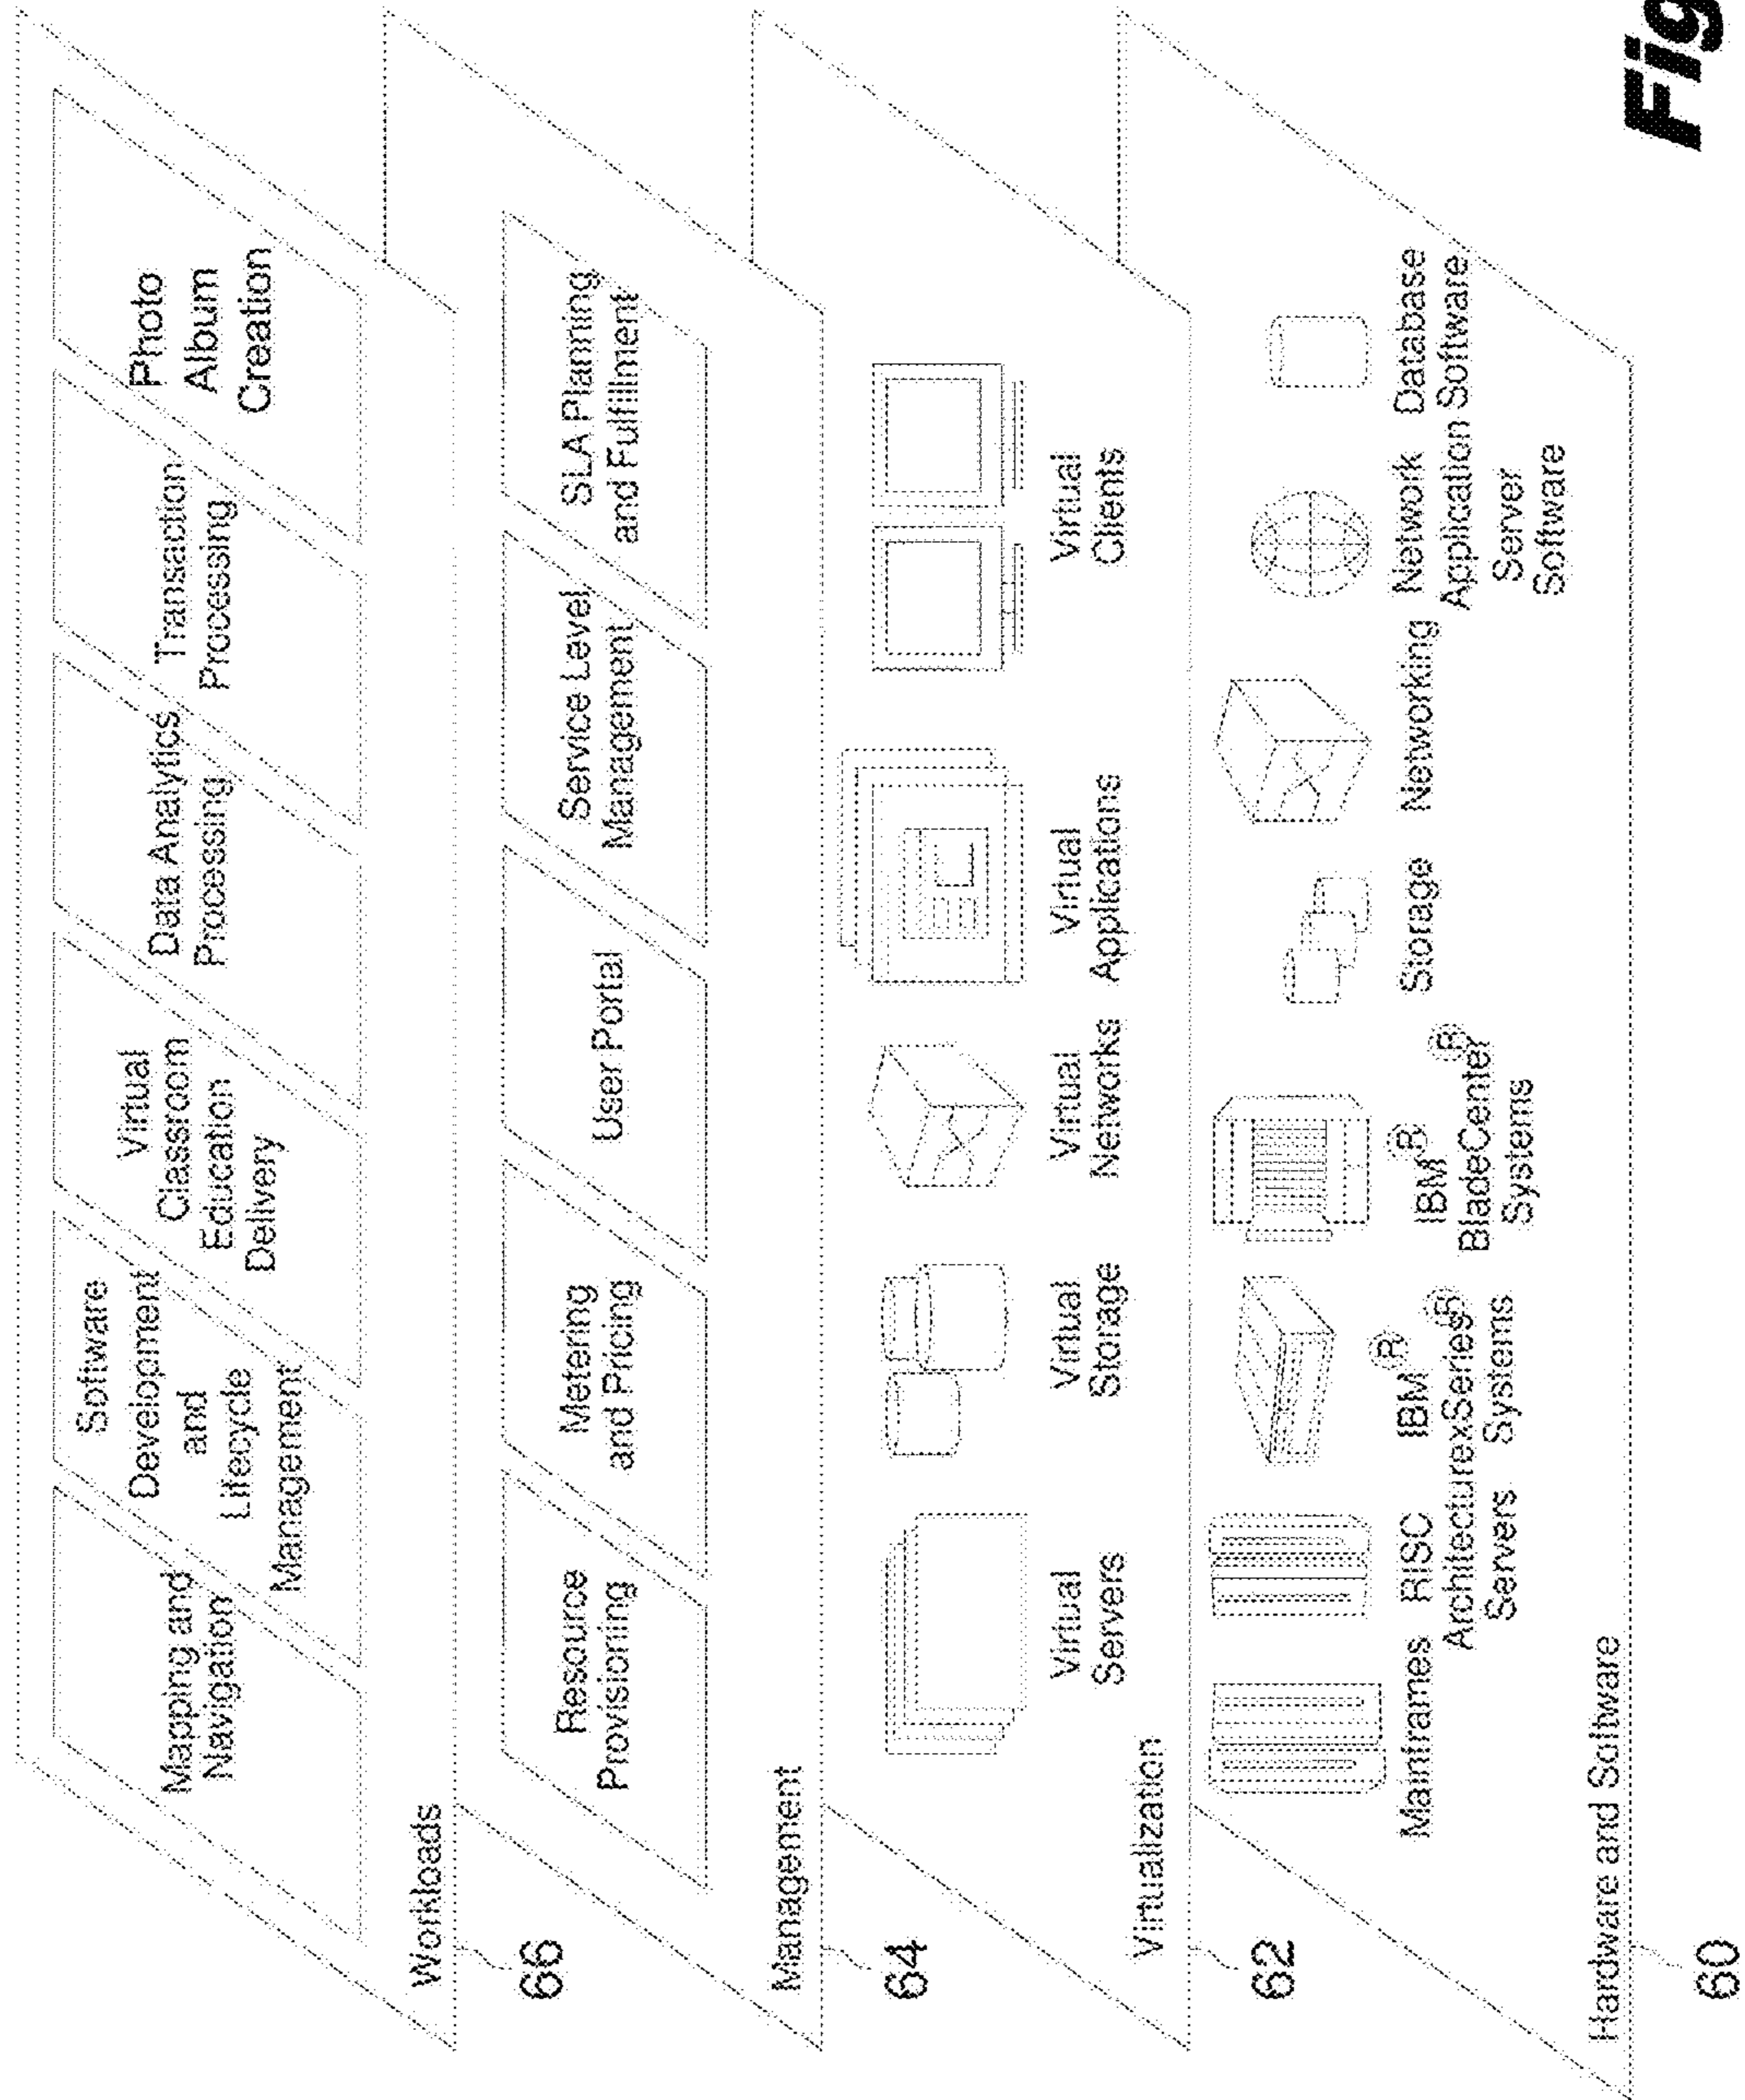 Mapping and
Navigation
Software
Development
and
Lifecycle
Management
Virtual
Classroom
Education
Delivery
Data Analytics
Processing
Transaction
Processing
Photo
Album
Creation
Workloads
66
Resource
Provisioning
Metering
and Pricing
User Portal
Service Level
Management
SLA Planning
and Fulfillment
Management
64
Virtual
Servers
Virtual
Storage
Virtual
Networks
Virtual
Applications
Virtual
Clients
Virtualization
62
Mainframes
RISC
Architecture
Servers
IBM®
xSeries®
Systems
IBM®
BladeCenter®
Systems
Storage
Networking
Network
Application
Server
Software
Database
Software
Hardware and Software
60
Fig